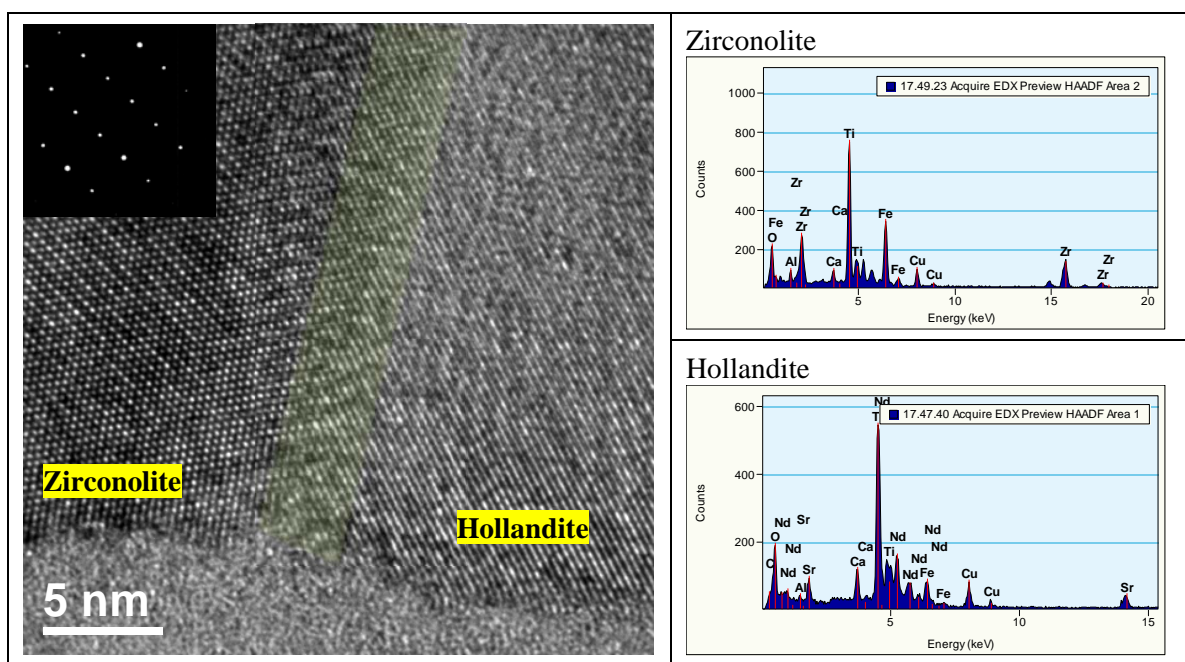 Zirconolite
Hollandite
5 nm
Zirconolite
17.49.23 Acquire EDX Preview HAADF Area 2
1000
800
600
400
200
Counts
Ti
Zr
Ca
Fe
Zr
Fe
O
Zr
Al
Ca
Ti
Fe
Cu
Cu
Zr
Zr
Zr
5
10
15
20
Energy (keV)
Hollandite
17.47.40 Acquire EDX Preview HAADF Area 1
600
400
200
Counts
Nd
Nd
Sr
Nd
Nd
O
Nd
Ca
Nd
Nd
C
Nd
Sr
Ca
Ti
Nd
Fe
Al
Fe
Cu
Cu
Sr
5
10
15
Energy (keV)